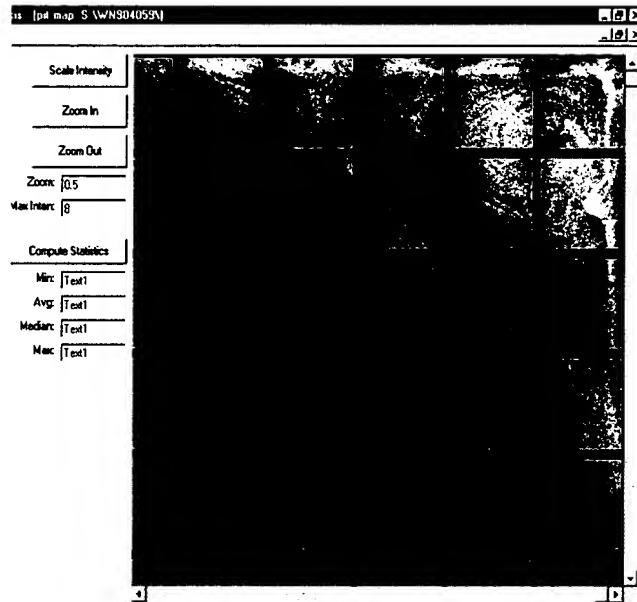 [psl map S \WNS04059\]
Scale Intensity
Zoom In
Zoom Out
Zoom: 0.5
Max Inten: 8
Compute Statistics
Min: Text1
Avg: Text1
Median: Text1
Max: Text1